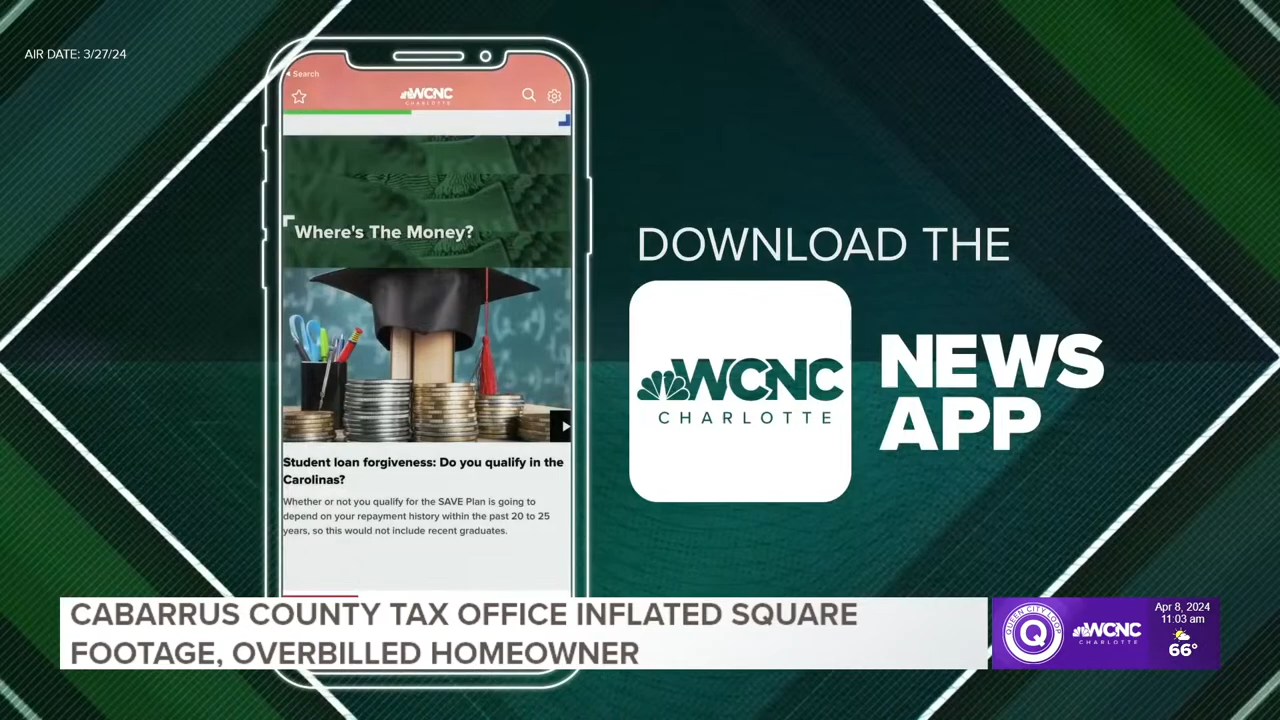 AIR DATE: 3/27/24
Search
WCNC
CHARLOTTE
Where's The Money?
Student loan forgiveness: Do you qualify in the
Carolinas?
Whether or not you qualify for the SAVE Plan is going to
depend on your repayment history within the past 20 to 25
years, so this would not include recent graduates.
DOWNLOAD THE
WCNC
CHARLOTTE
NEWS
APP
CABARRUS COUNTY TAX OFFICE INFLATED SQUARE
FOOTAGE, OVERBILLED HOMEOWNER
QUEEN CITY LOOP
Q
WCNC
CHARLOTTE
Apr 8, 2024
11:03 am
66°